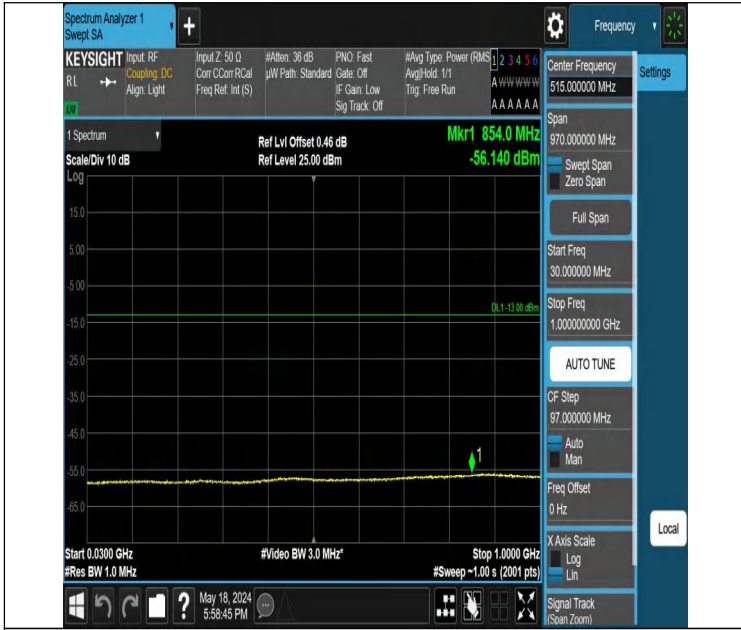 Spectrum Analyzer 1
Swept SA
+
Frequency
KEYSIGHT
RL
Input: RF
Coupling: DC
Align: Light
Input Z: 50 Ω
Corr CCorr RCal
Freq Ref: Int (S)
#Atten: 36 dB
µW Path: Standard
PNO: Fast
Gate: Off
IF Gain: Low
Sig Track: Off
#Avg Type: Power (RMS
Avg|Hold: 1/1
Trig: Free Run
1 2 3 4 5 6
A W W W W W
A A A A A A
1 Spectrum
Scale/Div 10 dB
Log
Ref Lvl Offset 0.46 dB
Ref Level 25.00 dBm
Mkr1 854.0 MHz
-56.140 dBm
15.0
5.00
-5.00
-15.0
-25.0
-35.0
-45.0
-55.0
-65.0
DL1 -13.00 dBm
1
Start 0.0300 GHz
#Res BW 1.0 MHz
#Video BW 3.0 MHz*
Stop 1.0000 GHz
#Sweep ~1.00 s (2001 pts)
?
May 18, 2024
5:58:45 PM
Center Frequency
515.000000 MHz
Settings
Span
970.000000 MHz
Swept Span
Zero Span
Full Span
Start Freq
30.000000 MHz
Stop Freq
1.000000000 GHz
AUTO TUNE
CF Step
97.000000 MHz
Auto
Man
Freq Offset
0 Hz
X Axis Scale
Log
Lin
Local
Signal Track
(Span Zoom)